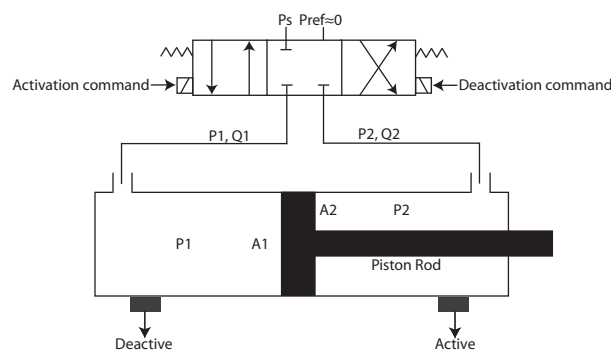 Ps Pref≈0
Activation command
Deactivation command
P1, Q1
P2, Q2
A2
P2
P1
A1
Piston Rod
Deactive
Active